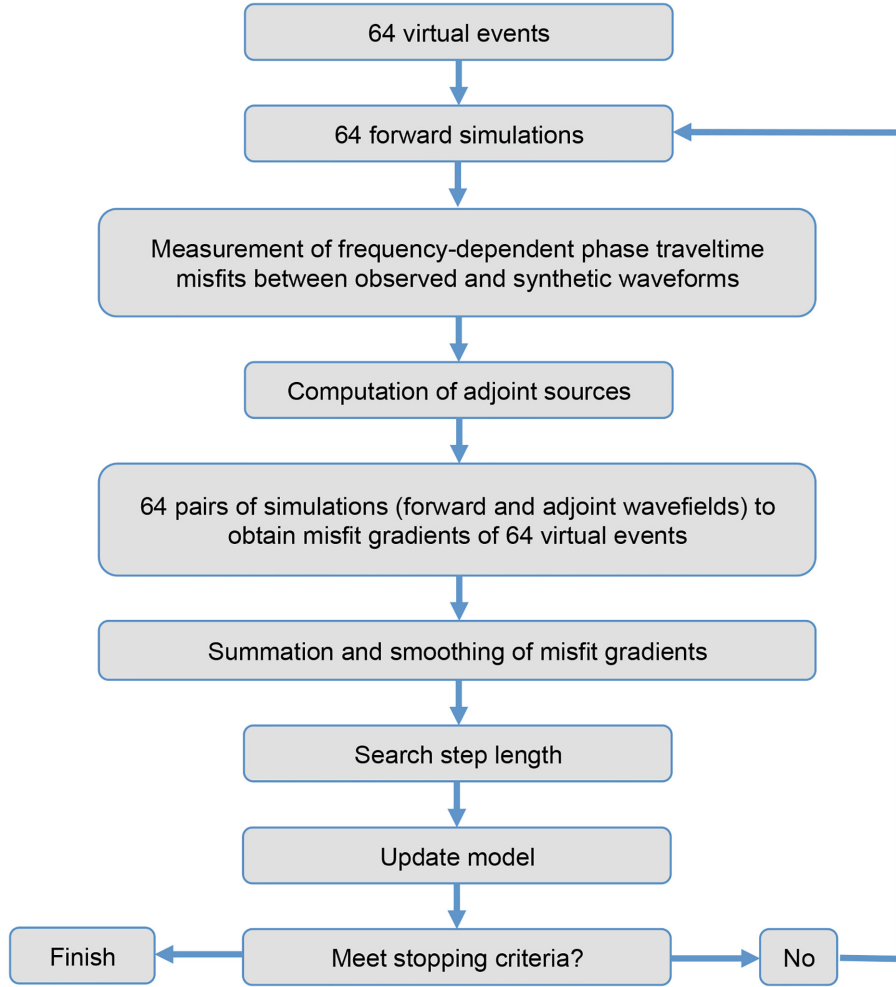 64 virtual events
64 forward simulations
Measurement of frequency-dependent phase traveltime
misfits between observed and synthetic waveforms
Computation of adjoint sources
64 pairs of simulations (forward and adjoint wavefields) to
obtain misfit gradients of 64 virtual events
Summation and smoothing of misfit gradients
Search step length
Update model
Finish
Meet stopping criteria?
No